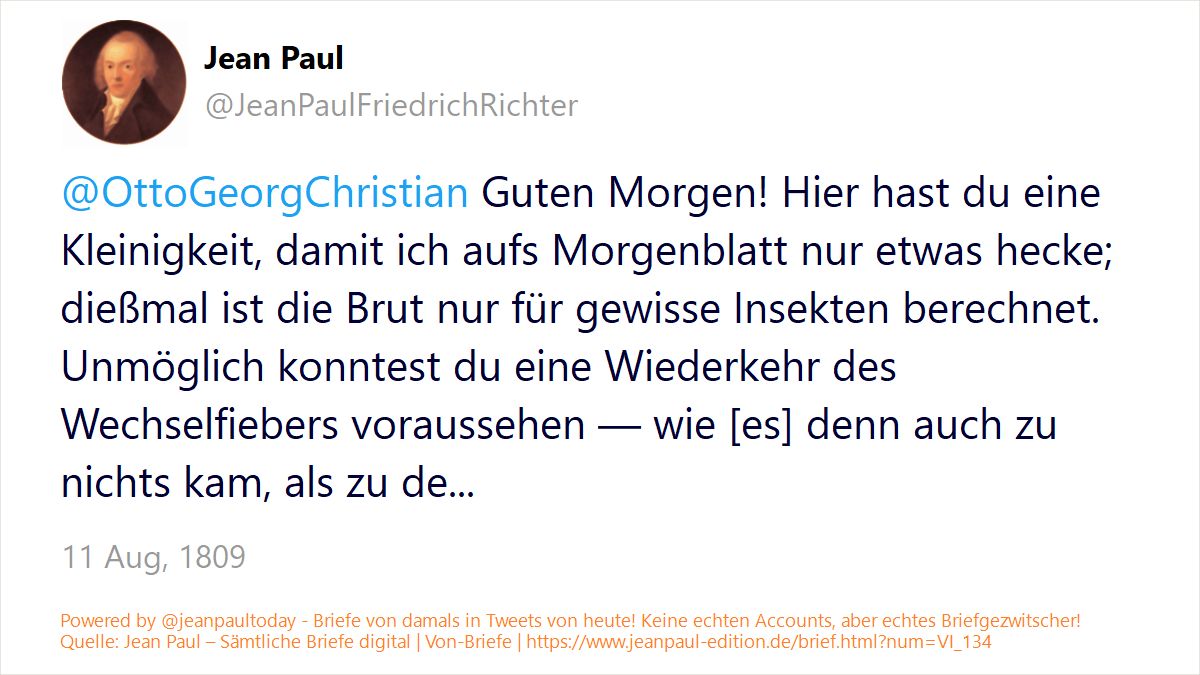 Jean Paul
@JeanPaulFriedrichRichter
@OttoGeorgChristian Guten Morgen! Hier hast du eine
Kleinigkeit, damit ich aufs Morgenblatt nur etwas hecke;
dießmal ist die Brut nur für gewisse Insekten berechnet.
Unmöglich konntest du eine Wiederkehr des
Wechselfiebers voraussehen — wie [es] denn auch zu
nichts kam, als zu de...
11 Aug, 1809
Powered by @jeanpaultoday - Briefe von damals in Tweets von heute! Keine echten Accounts, aber echtes Briefgezwitscher!
Quelle: Jean Paul – Sämtliche Briefe digital | Von-Briefe | https://www.jeanpaul-edition.de/brief.html?num=VI_134